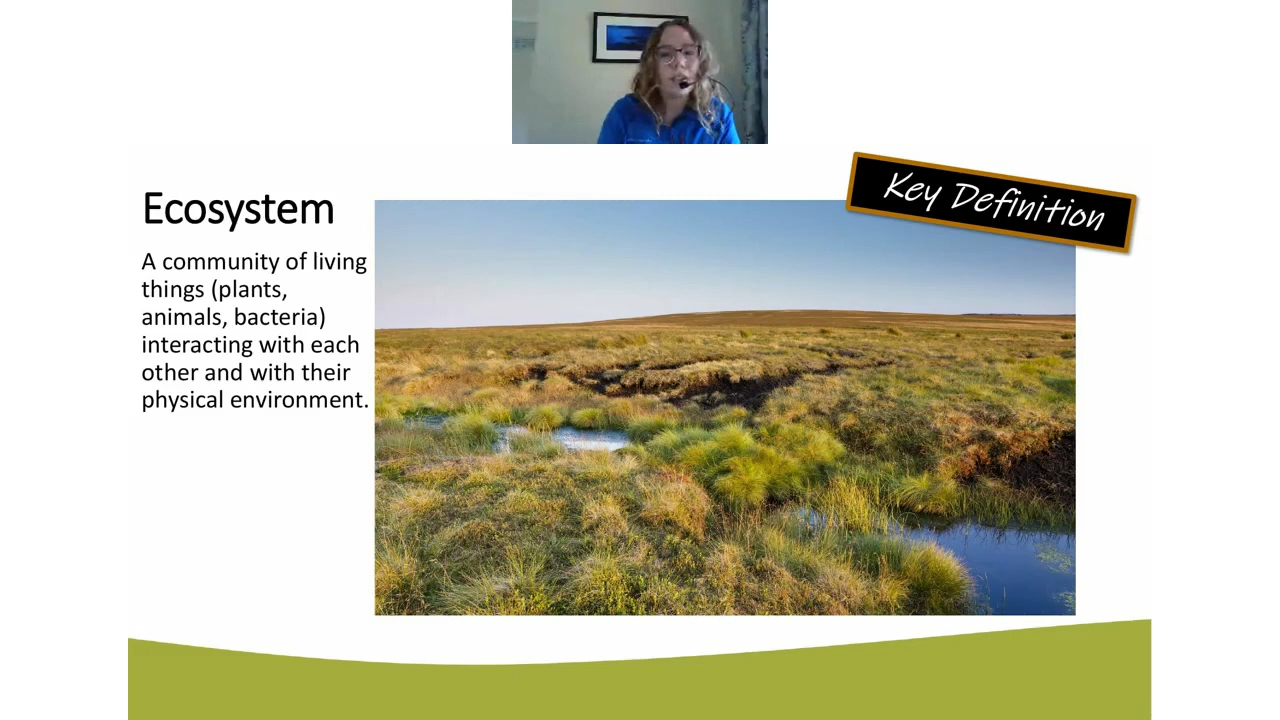 Key Definition
Ecosystem
A community of living
things (plants,
animals, bacteria)
interacting with each
other and with their
physical environment.